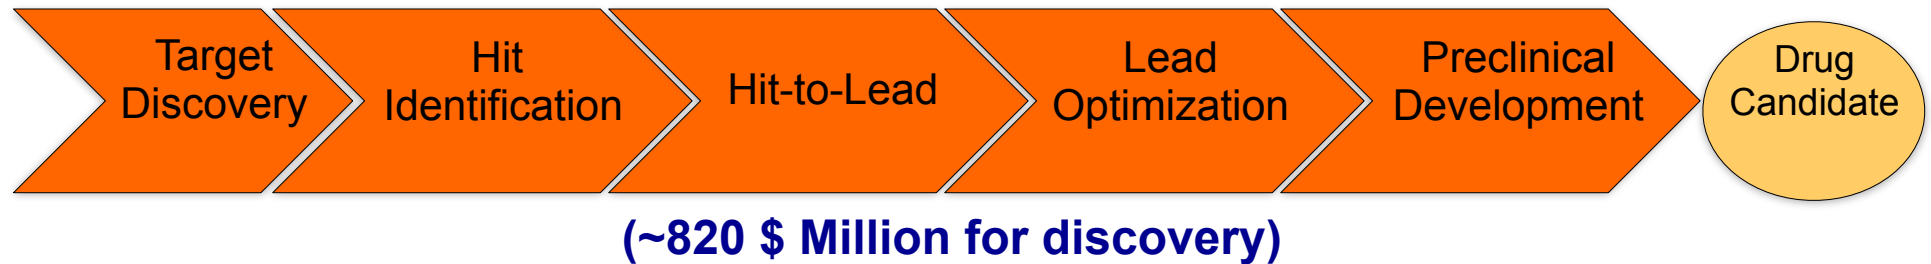 Target
Discovery
Hit
Identification
Hit-to-Lead
Lead
Optimization
Preclinical
Development
Drug
Candidate
(~820 $ Million for discovery)